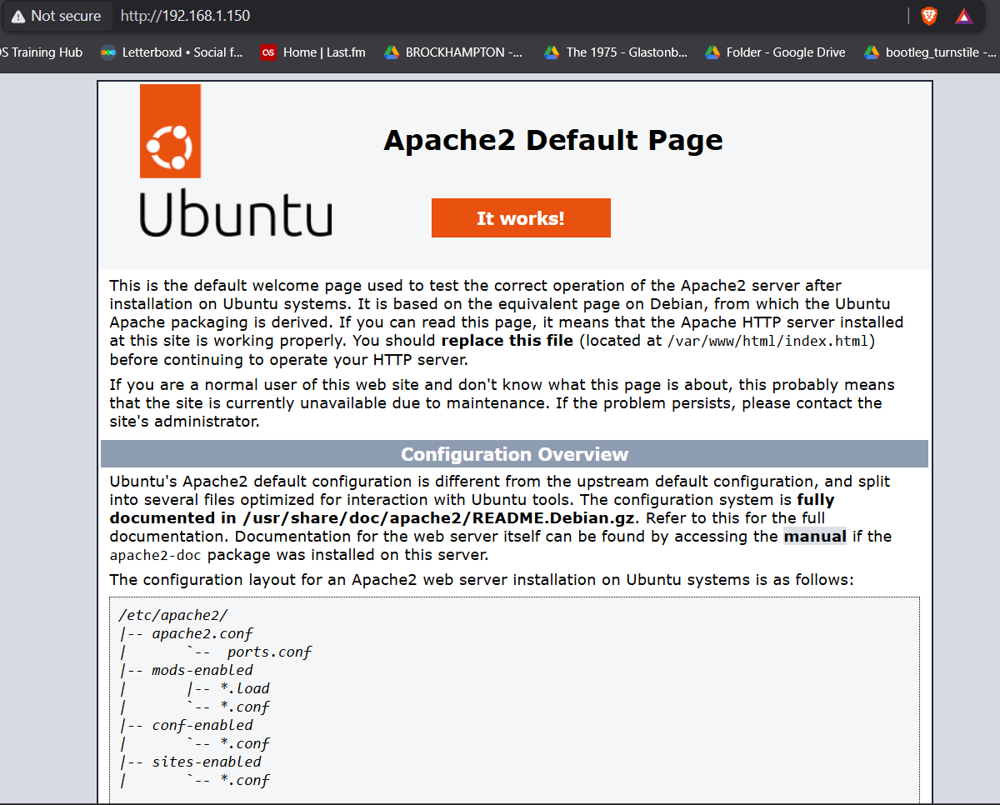 Not secure http://192.168.1.150
OS Training Hub Letterboxd • Social f... Home | Last.fm BROCKHAMPTON -... The 1975 - Glastonb... Folder - Google Drive bootleg_turnstile -...
Ubuntu
Apache2 Default Page
It works!
This is the default welcome page used to test the correct operation of the Apache2 server after
installation on Ubuntu systems. It is based on the equivalent page on Debian, from which the Ubuntu
Apache packaging is derived. If you can read this page, it means that the Apache HTTP server installed
at this site is working properly. You should replace this file (located at /var/www/html/index.html)
before continuing to operate your HTTP server.
If you are a normal user of this web site and don't know what this page is about, this probably means
that the site is currently unavailable due to maintenance. If the problem persists, please contact the
site's administrator.
Configuration Overview
Ubuntu's Apache2 default configuration is different from the upstream default configuration, and split
into several files optimized for interaction with Ubuntu tools. The configuration system is fully
documented in /usr/share/doc/apache2/README.Debian.gz. Refer to this for the full
documentation. Documentation for the web server itself can be found by accessing the manual if the
apache2-doc package was installed on this server.
The configuration layout for an Apache2 web server installation on Ubuntu systems is as follows:
/etc/apache2/
|-- apache2.conf
|       `--  ports.conf
|-- mods-enabled
|       |-- *.load
|       `-- *.conf
|-- conf-enabled
|       `-- *.conf
|-- sites-enabled
|       `-- *.conf